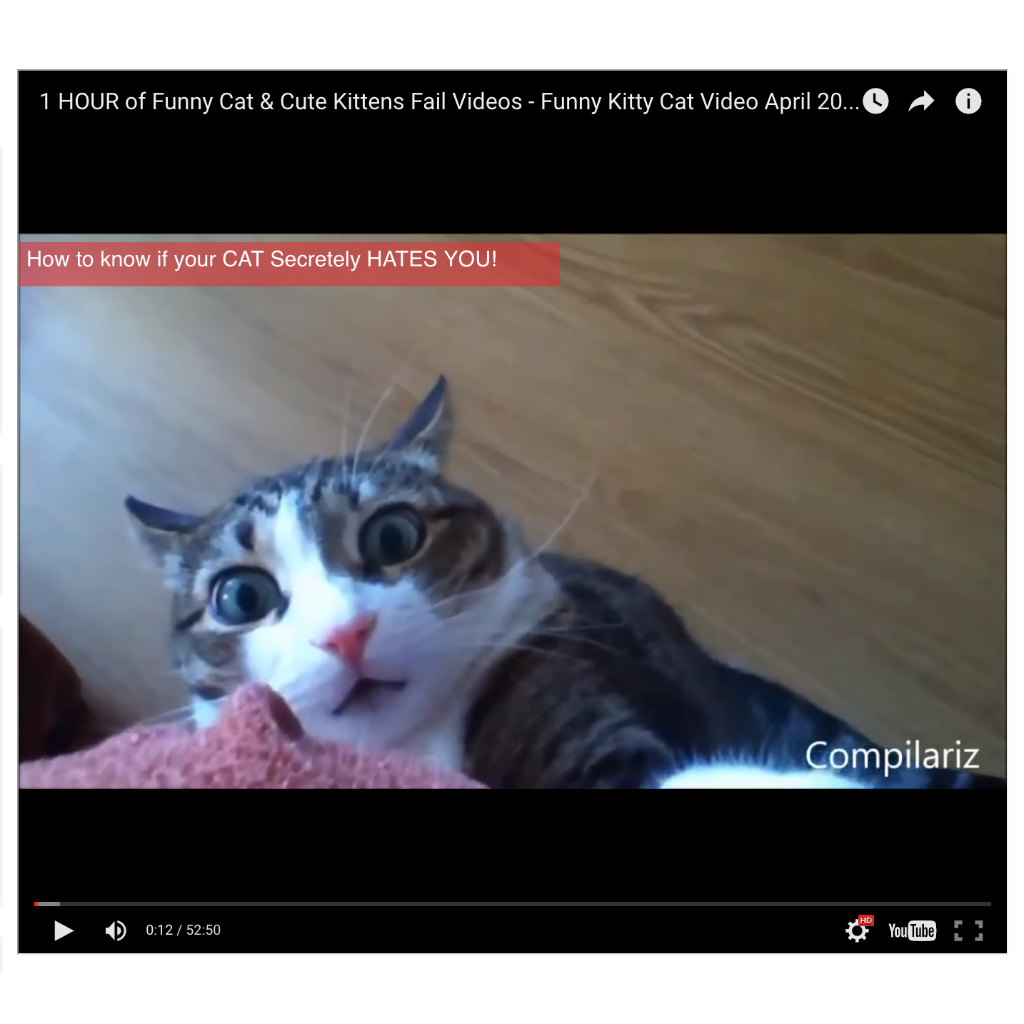 1 HOUR of Funny Cat & Cute Kittens Fail Videos - Funny Kitty Cat Video April 20...
How to know if your CAT Secretely HATES YOU!
Compilariz
0:12 / 52:50
HD
YouTube